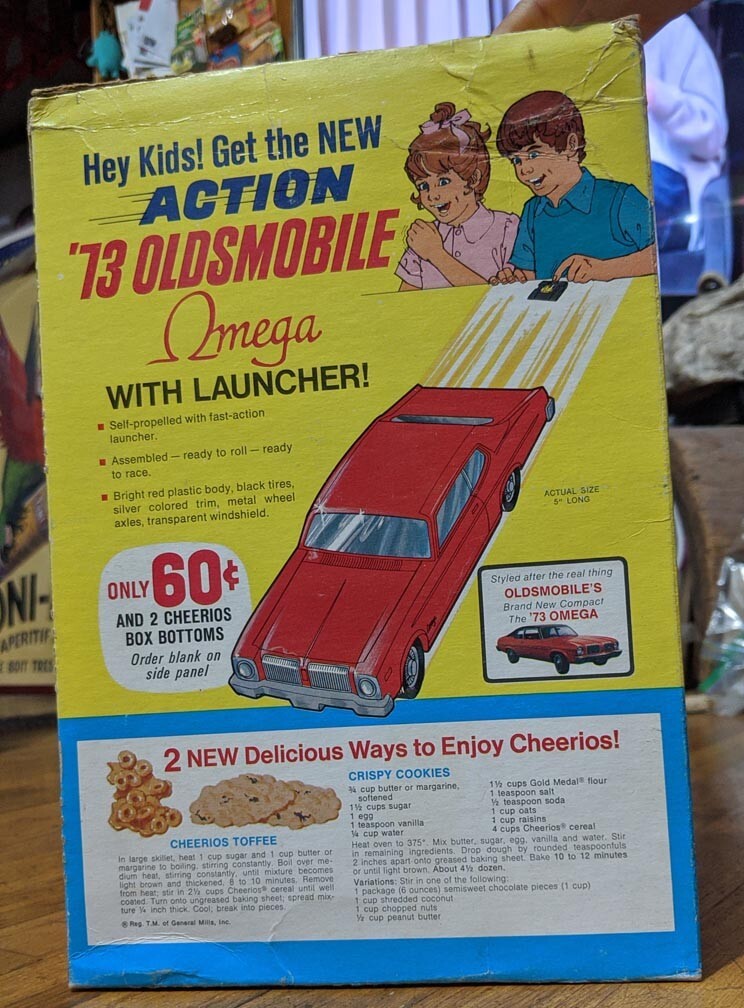 Hey Kids! Get the NEW
ACTION
'73 OLDSMOBILE
Omega
WITH LAUNCHER!
Self-propelled with fast-action
launcher.
Assembled — ready to roll — ready
to race.
Bright red plastic body, black tires,
silver colored trim, metal wheel
axles, transparent windshield.
ONLY 60¢
AND 2 CHEERIOS
BOX BOTTOMS
Order blank on
side panel
ACTUAL SIZE
5" LONG
Styled after the real thing
OLDSMOBILE'S
Brand New Compact
The '73 OMEGA
2 NEW Delicious Ways to Enjoy Cheerios!
CHEERIOS TOFFEE
In large skillet, heat 1 cup sugar and 1 cup butter or
margarine to boiling, stirring constantly. Boil over me-
dium heat, stirring constantly, until mixture becomes
light brown and thickened, 8 to 10 minutes. Remove
from heat; stir in 2½ cups Cheerios® cereal until well
coated. Turn onto ungreased baking sheet; spread mix-
ture ¼ inch thick. Cool; break into pieces.
® Reg. T.M. of General Mills, Inc.
CRISPY COOKIES
¾ cup butter or margarine,
softened
1½ cups sugar
1 egg
1 teaspoon vanilla
¼ cup water
1½ cups Gold Medal® flour
1 teaspoon salt
½ teaspoon soda
1 cup oats
1 cup raisins
4 cups Cheerios® cereal
Heat oven to 375°. Mix butter, sugar, egg, vanilla and water. Stir
in remaining ingredients. Drop dough by rounded teaspoonfuls
2 inches apart onto greased baking sheet. Bake 10 to 12 minutes
or until light brown. About 4½ dozen.
Variations: Stir in one of the following:
1 package (6 ounces) semisweet chocolate pieces (1 cup)
1 cup shredded coconut
1 cup chopped nuts
½ cup peanut butter
ONI-
APERITIF